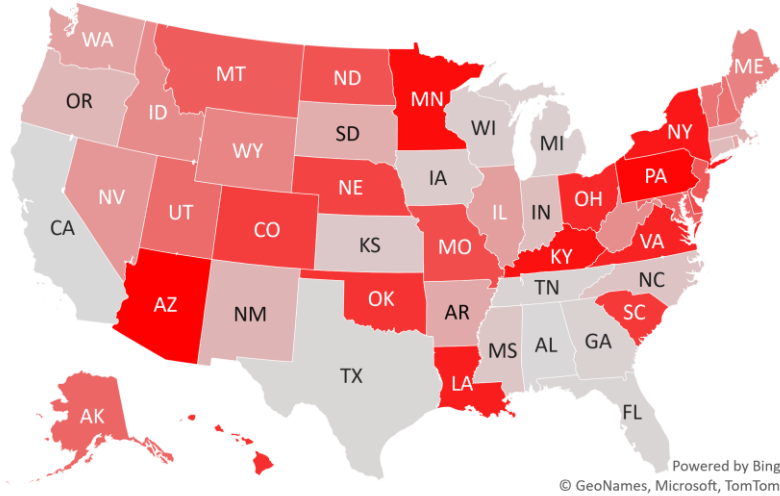 WA
MT
ND
MN
ME
OR
ID
SD
WI
MI
NY
WY
IA
PA
NE
NV
UT
CO
IL
IN
OH
CA
KS
MO
KY
VA
AZ
NM
OK
AR
TN
NC
SC
TX
MS
AL
GA
LA
AK
FL
Powered by Bing
© GeoNames, Microsoft, TomTom